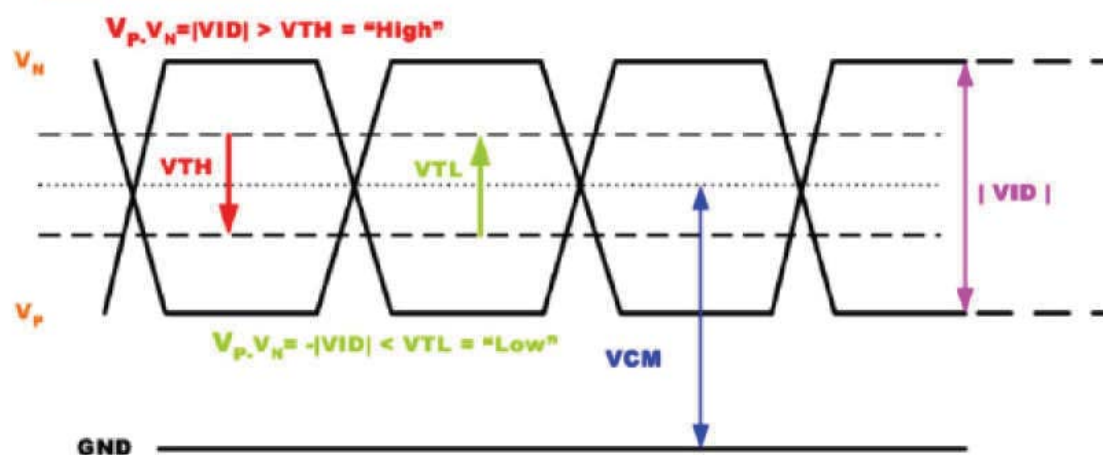 VP.VN=|VID| > VTH = “High”
VN
VTH
VTL
| VID |
VP
VP.VN= -|VID| < VTL = “Low”
VCM
GND